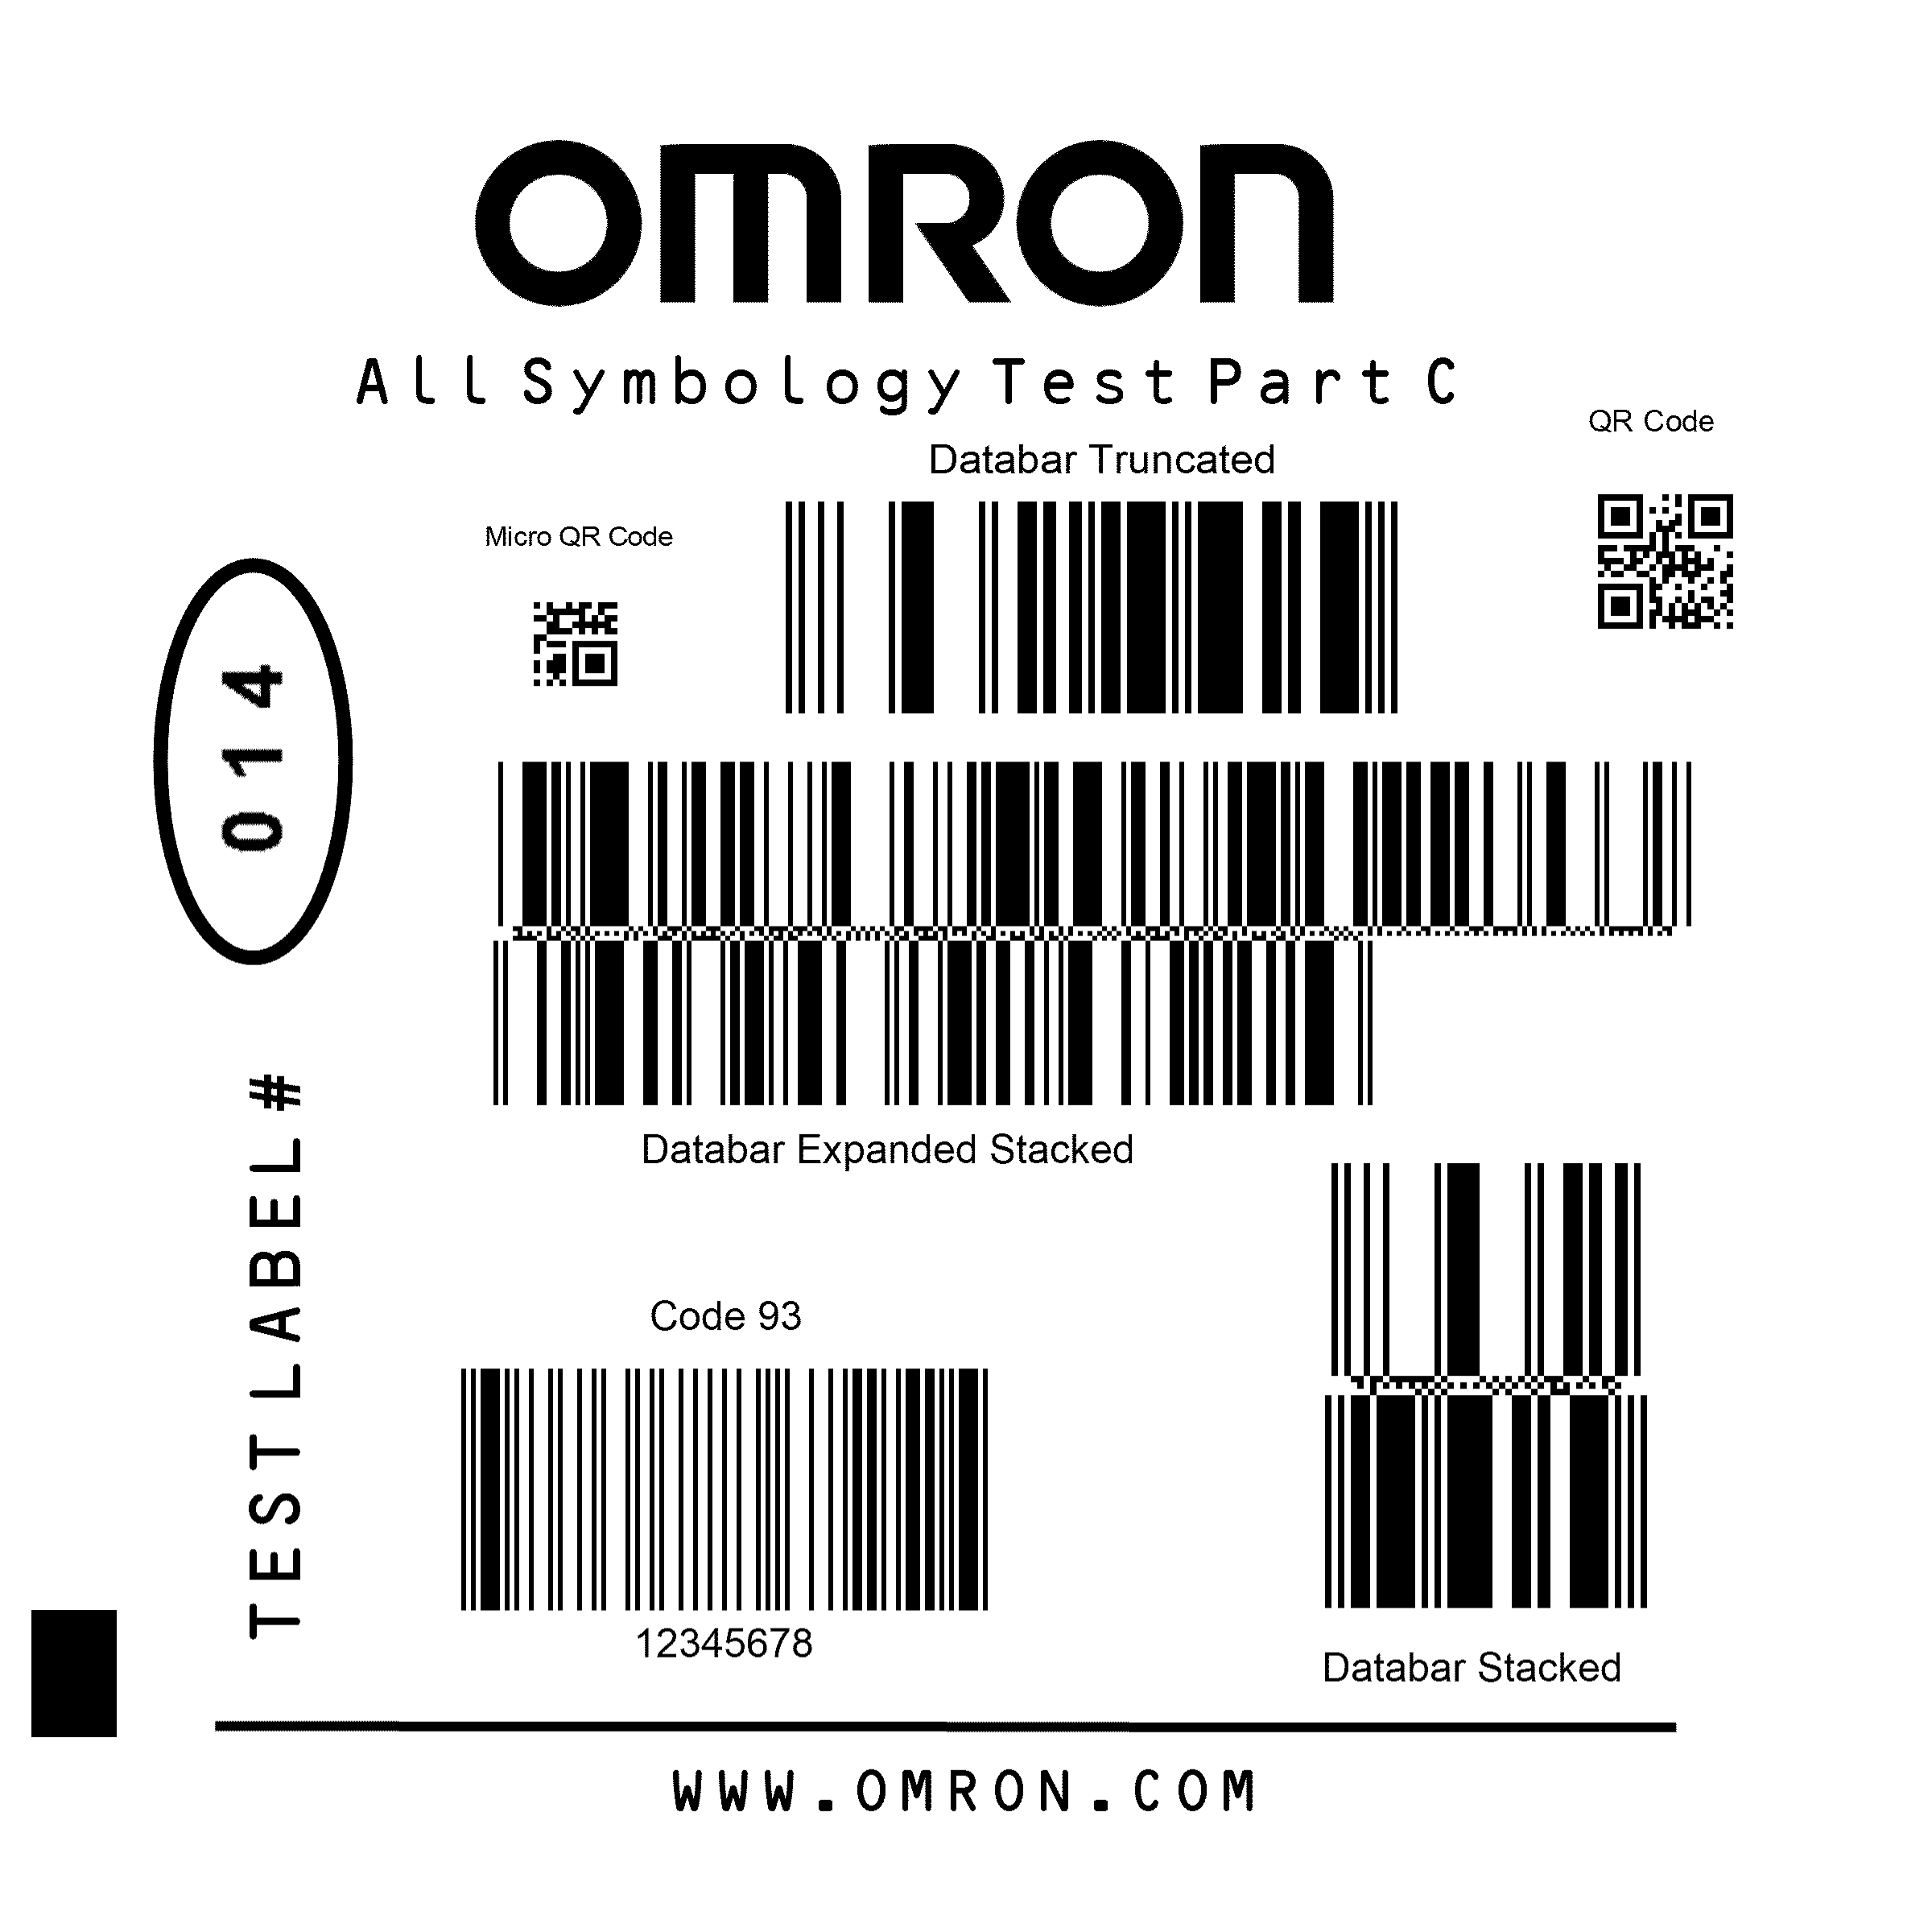 OMRON
All Symbology Test Part C
QR Code
Databar Truncated
Micro QR Code
014
TEST LABEL #
Databar Expanded Stacked
Code 93
12345678
Databar Stacked
WWW.OMRON.COM